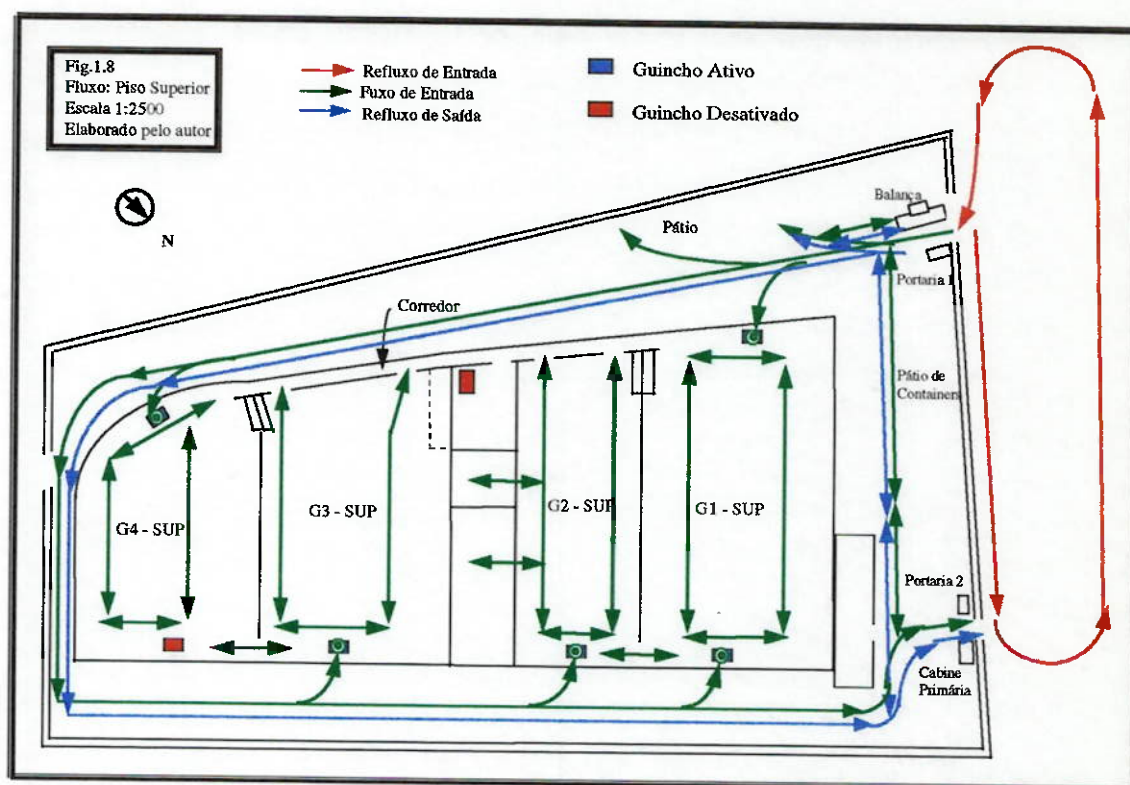 Fig.1.8
Fluxo: Piso Superior
Escala 1:2500
Elaborado pelo autor
Refluxo de Entrada
Fuxo de Entrada
Refluxo de Saída
Guincho Ativo
Guincho Desativado
N
Balança
Pátio
Portaria 1
Corredor
Pátio de
Containers
G4 - SUP
G3 - SUP
G2 - SUP
G1 - SUP
Portaria 2
Cabine
Primária